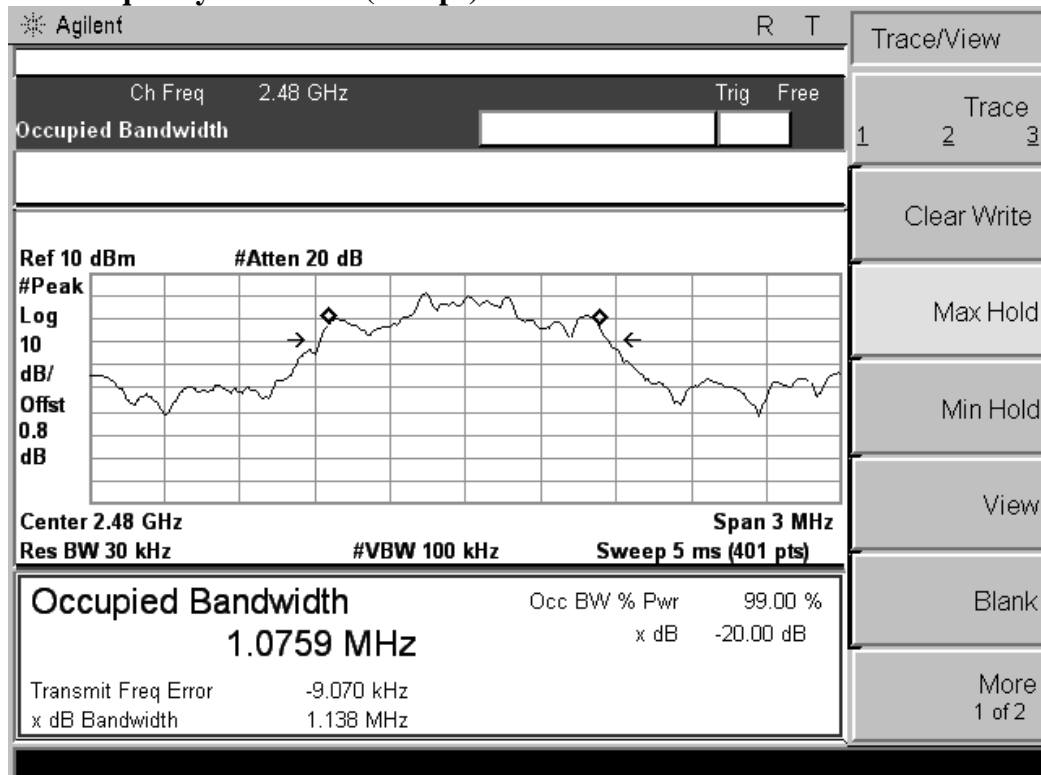 Agilent R T
Trace/View
Ch Freq 2.48 GHz Trig Free
Occupied Bandwidth
Trace
1 2 3
Clear Write
Ref 10 dBm #Atten 20 dB
#Peak
Log
10
dB/
Offst
0.8
dB
Max Hold
Min Hold
View
Center 2.48 GHz Span 3 MHz
Res BW 30 kHz #VBW 100 kHz Sweep 5 ms (401 pts)
Occupied Bandwidth Occ BW % Pwr 99.00 %
1.0759 MHz x dB -20.00 dB
Transmit Freq Error -9.070 kHz
x dB Bandwidth 1.138 MHz
Blank
More
1 of 2